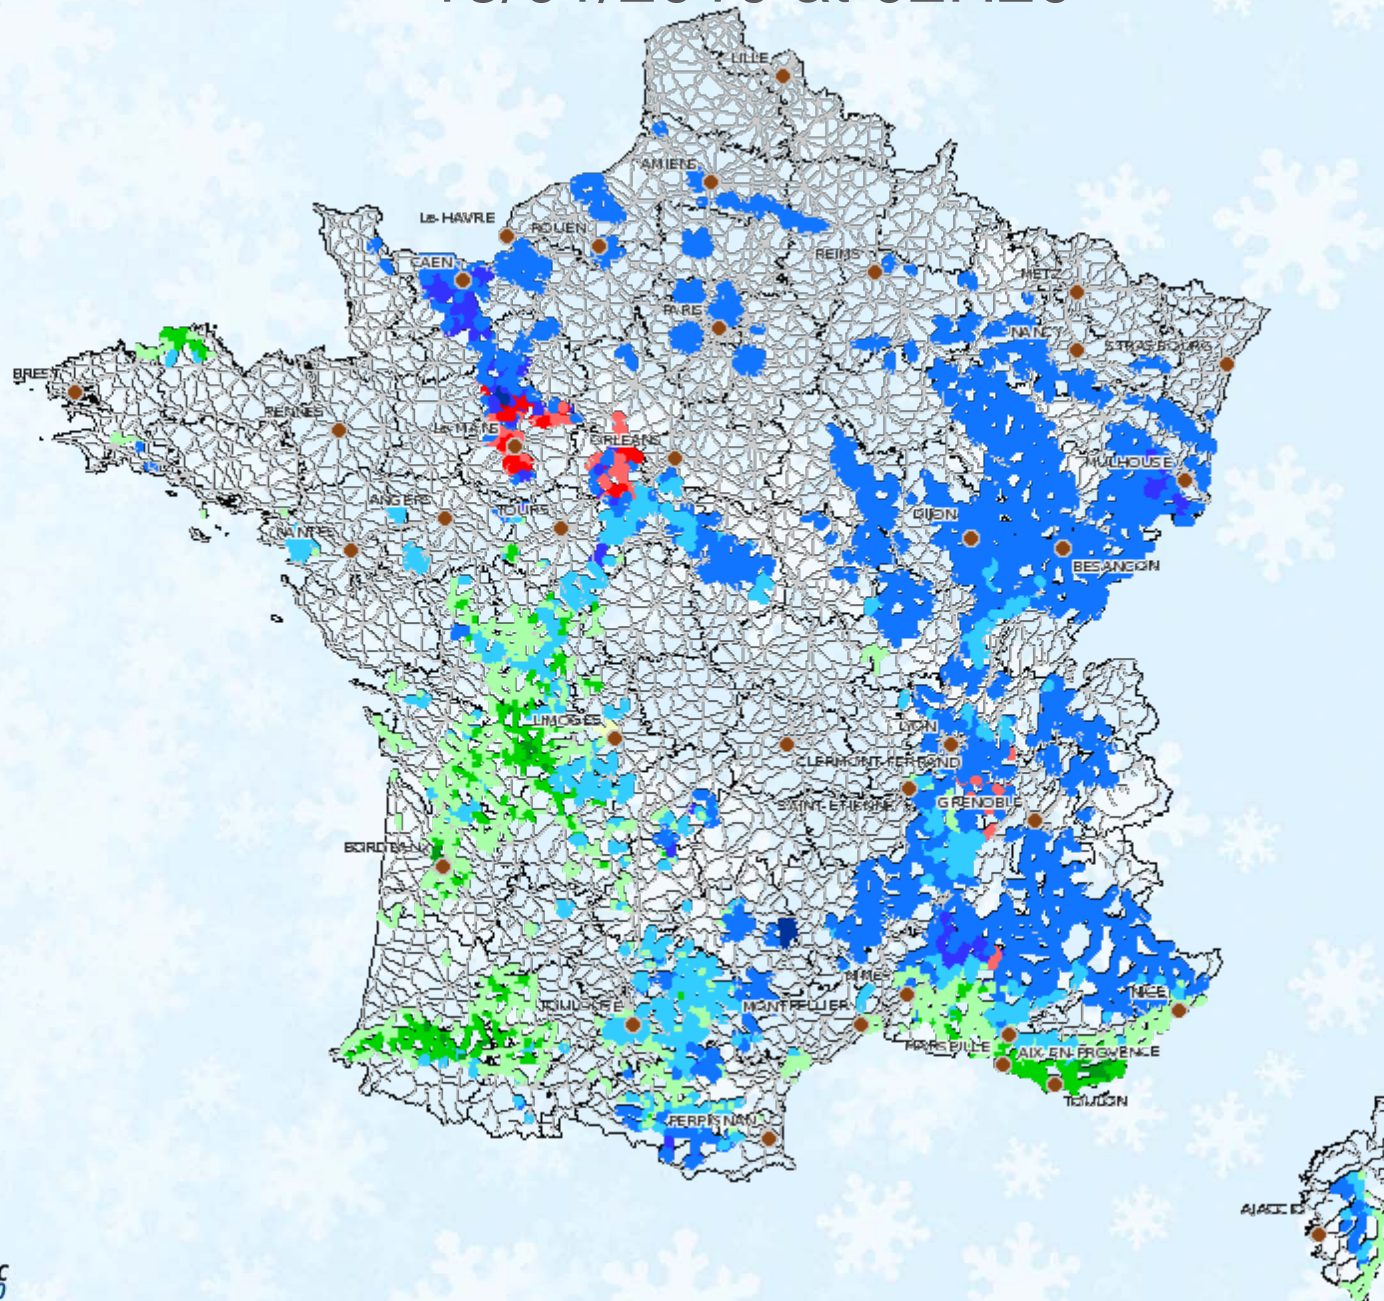 LILLE
AMIENS
Le-HAVRE
ROUEN
CAEN
REIMS
METZ
PARIS
NANCY
STRASBOURG
BREST
RENNES
Le-MANS
ORLEANS
MULHOUSE
ANGERS
TOURS
DIJON
NANTES
BESANCON
LIMOGES
LYON
CLERMONT-FERRAND
SAINT-ETIENNE
GRENOBLE
BORDEAUX
NIMES
NICE
TOULOUSE
MONTPELLIER
MARSEILLE
AIX-EN-PROVENCE
TOULON
PERPIGNAN
AJACCIO